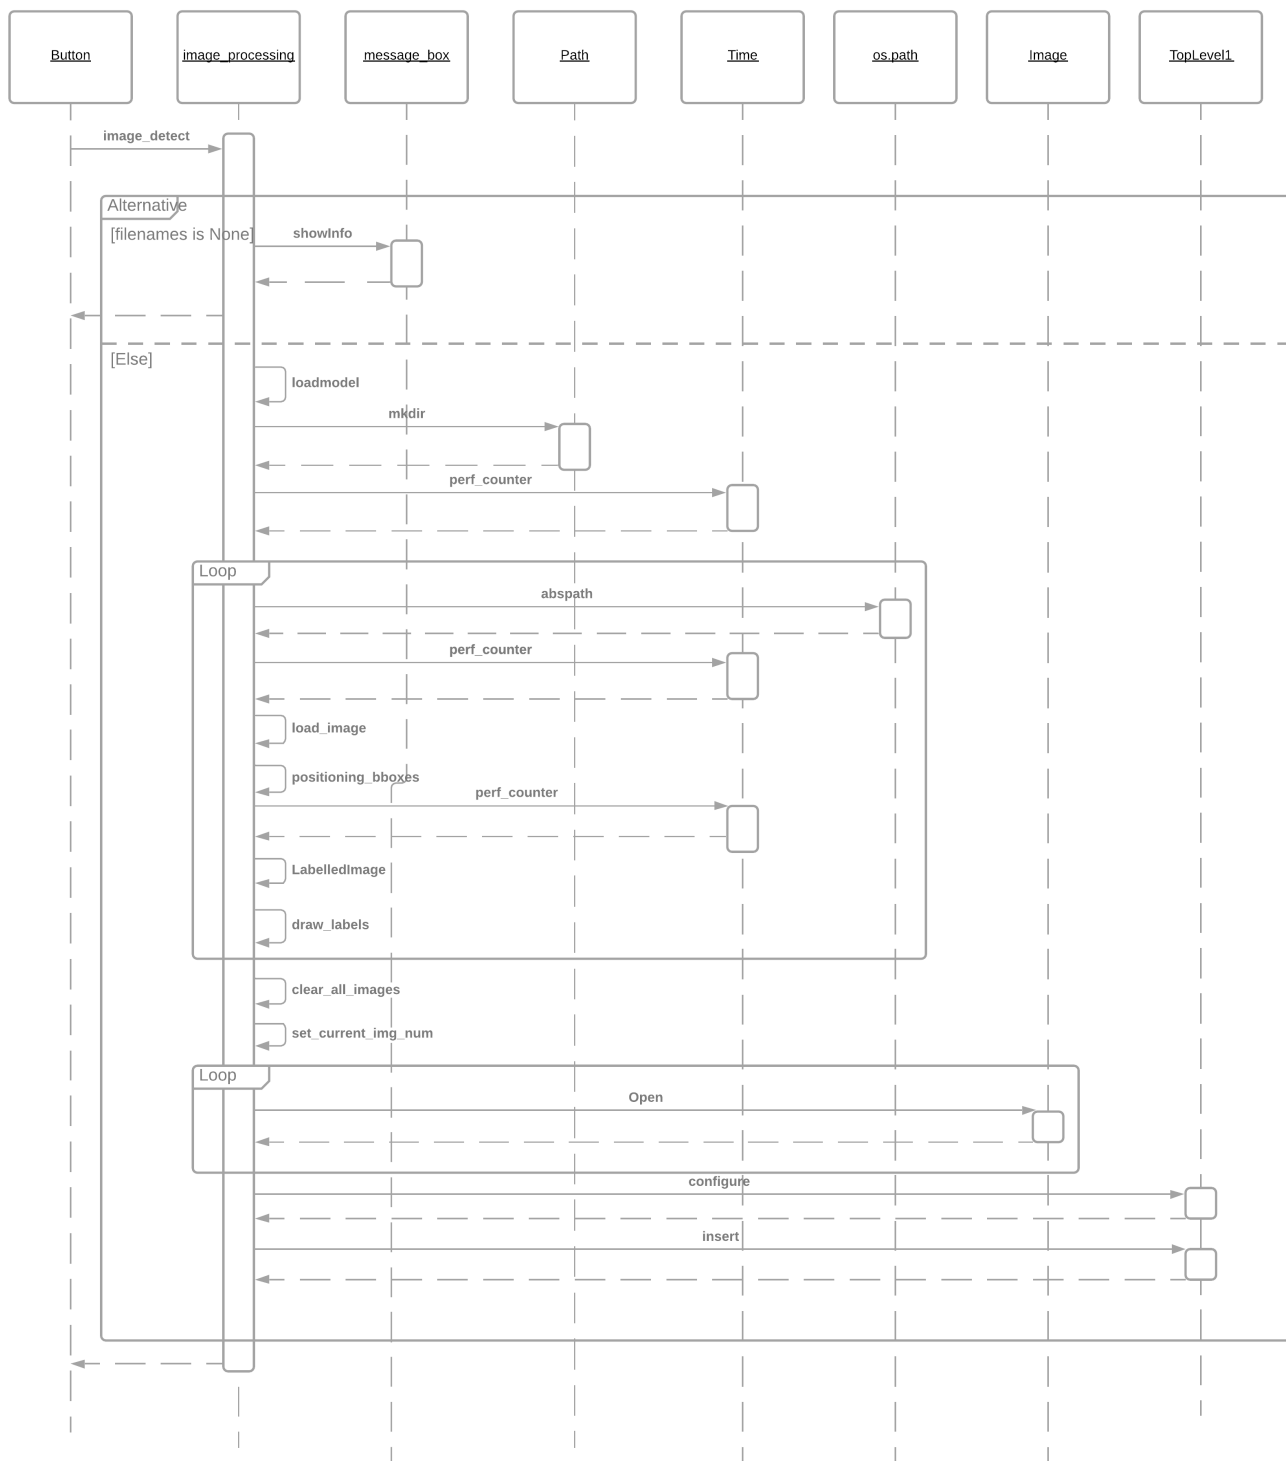 Button
image_processing
message_box
Path
Time
os.path
Image
TopLevel1
image_detect
Alternative
[filenames is None]
showInfo
[Else]
loadmodel
mkdir
perf_counter
Loop
abspath
perf_counter
load_image
positioning_bboxes
perf_counter
LabelledImage
draw_labels
clear_all_images
set_current_img_num
Loop
Open
configure
insert